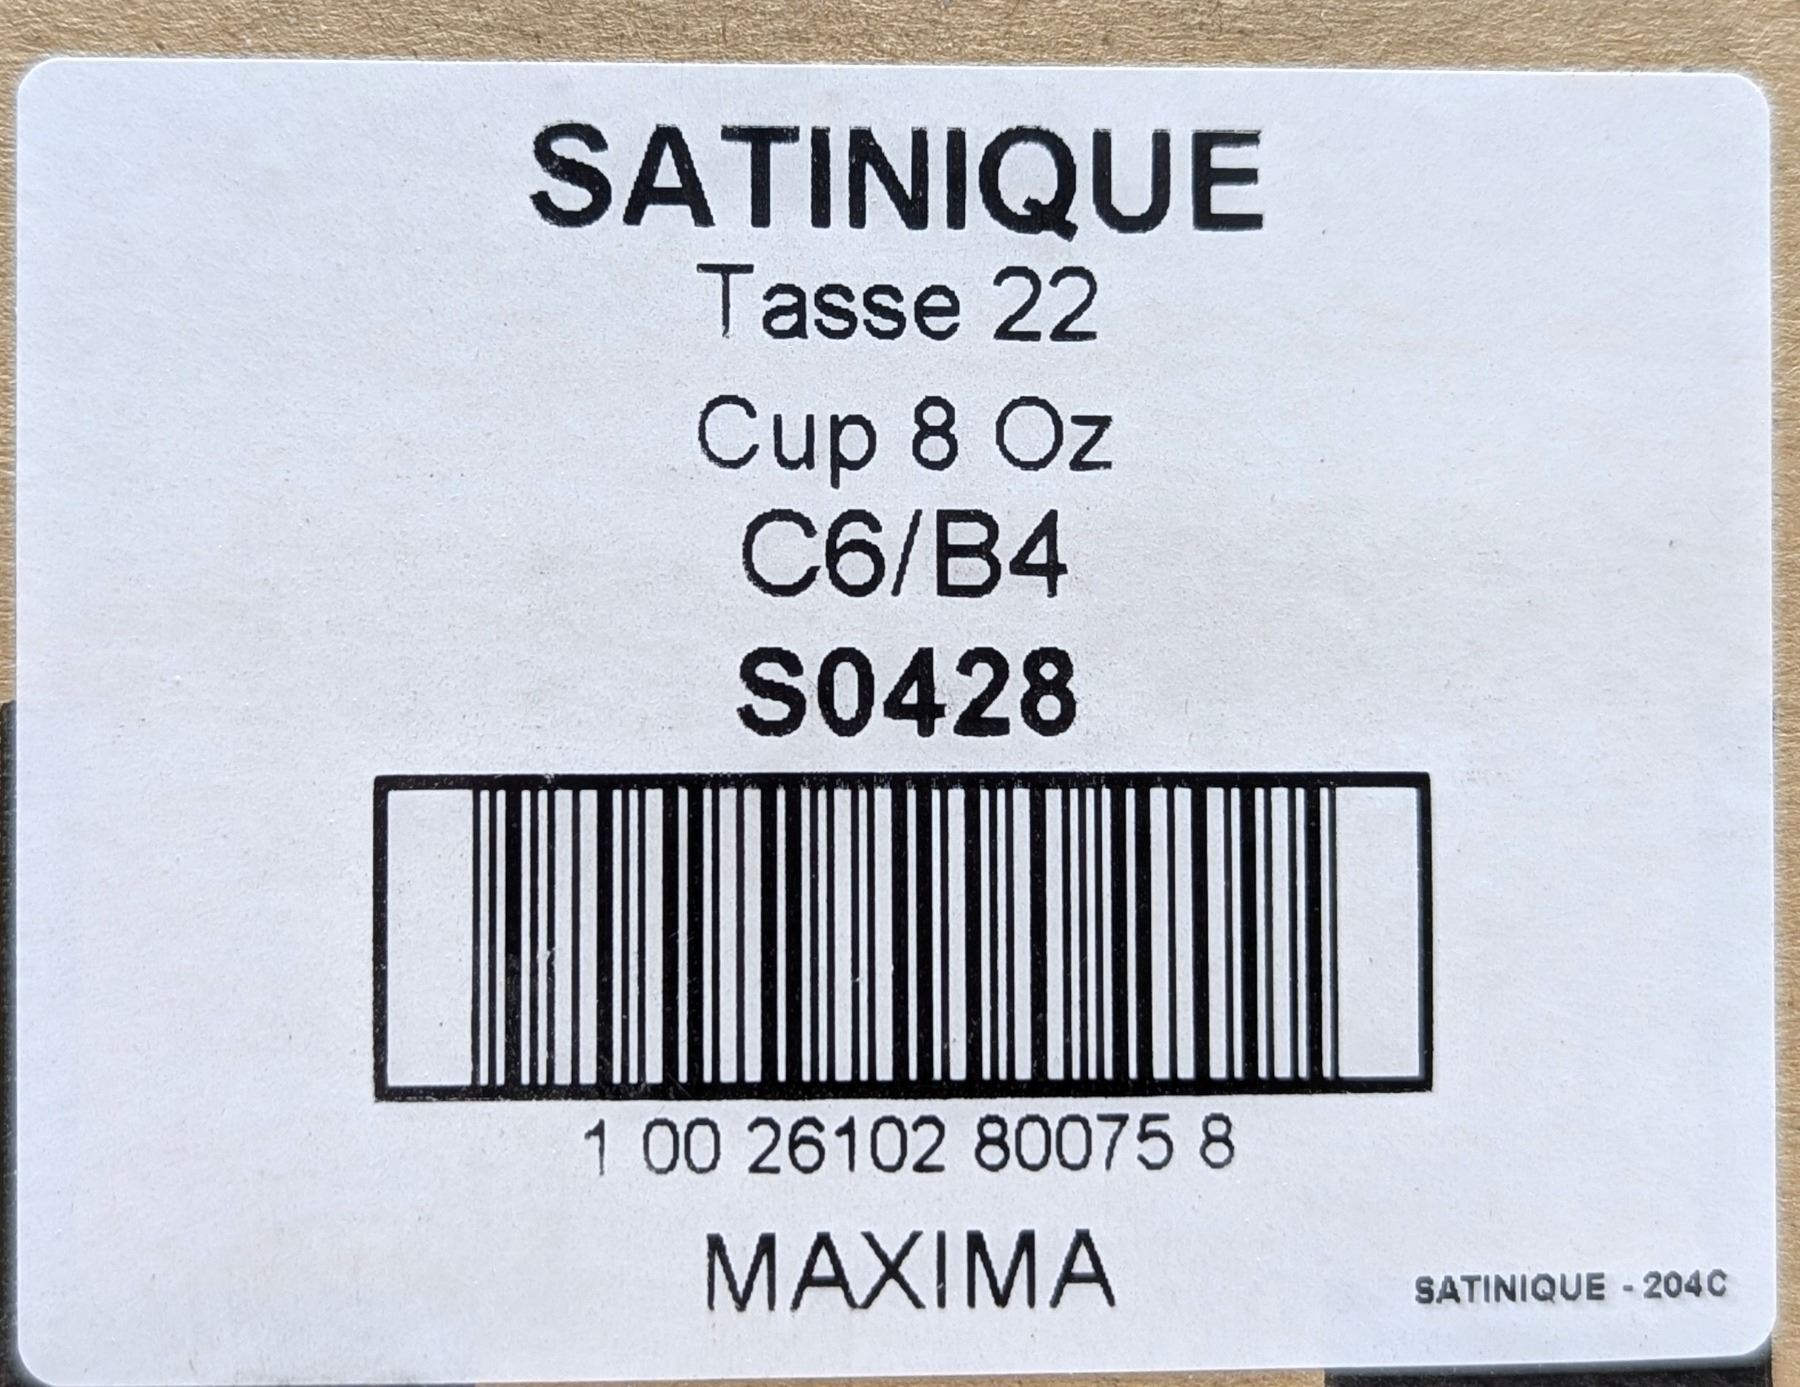 SATINIQUE
Tasse 22
Cup 8 Oz
C6/B4
S0428
1 00 26102 80075 8
MAXIMA
SATINIQUE - 204C